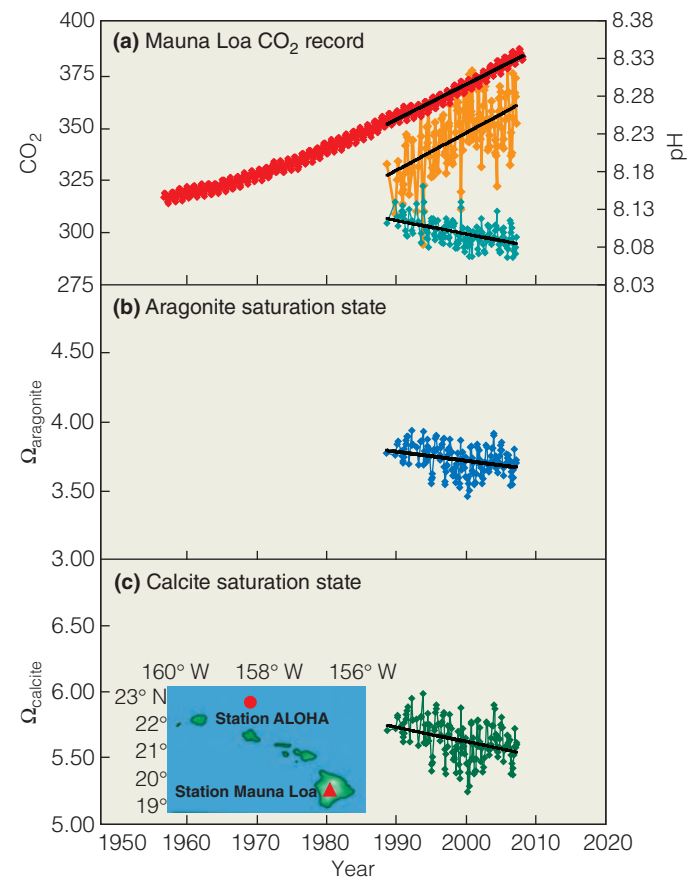 (a) Mauna Loa CO2 record
400
375
350
325
300
275
CO2
8.38
8.33
8.28
8.23
8.18
8.13
8.08
8.03
pH
(b) Aragonite saturation state
4.50
4.00
3.50
3.00
Ωaragonite
(c) Calcite saturation state
6.50
6.00
5.50
5.00
Ωcalcite
160° W 158° W 156° W
23° N
22°
21°
20°
19°
Station ALOHA
Station Mauna Loa
1950 1960 1970 1980 1990 2000 2010 2020
Year